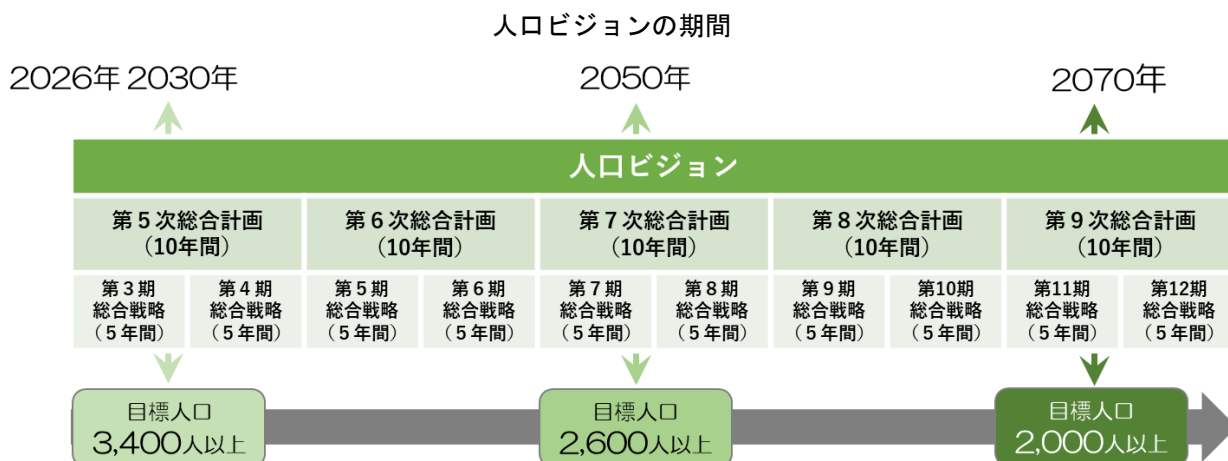 人口ビジョンの期間
2026年 2030年
2050年
2070年
人口ビジョン
第5次総合計画
（10年間）
第6次総合計画
（10年間）
第7次総合計画
（10年間）
第8次総合計画
（10年間）
第9次総合計画
（10年間）
第3期
総合戦略
（5年間）
第4期
総合戦略
（5年間）
第5期
総合戦略
（5年間）
第6期
総合戦略
（5年間）
第7期
総合戦略
（5年間）
第8期
総合戦略
（5年間）
第9期
総合戦略
（5年間）
第10期
総合戦略
（5年間）
第11期
総合戦略
（5年間）
第12期
総合戦略
（5年間）
目標人口
3,400人以上
目標人口
2,600人以上
目標人口
2,000人以上